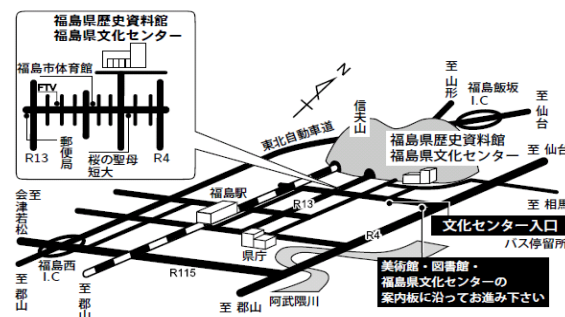 福島県歴史資料館
福島県文化センター
福島市体育館
FTV
郵便局
桜の聖母
短大
R13
R4
N
東北自動車道
信夫山
至 山形
福島飯坂
I.C
至 仙台
福島県歴史資料館
福島県文化センター
至 仙台
至 相馬
至
会津若松
福島駅
R13
県庁
R4
R115
福島西
I.C
至 郡山
至 郡山
至 郡山
阿武隈川
文化センター入口
バス停留所
美術館・図書館・
福島県文化センターの
案内板に沿ってお進み下さい